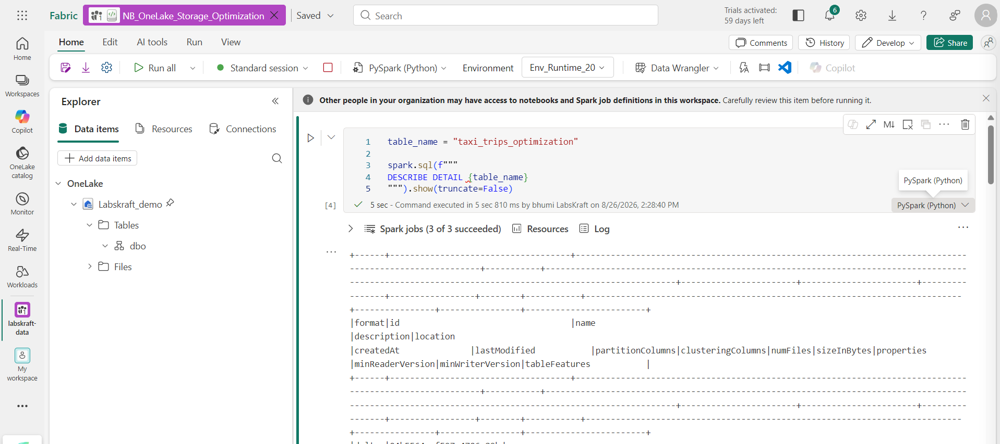 Fabric
1
NB_OneLake_Storage_Optimization
Saved
Search
Trials activated:
59 days left
6
Home
Edit
AI tools
Run
View
Comments
History
Develop
Share
Run all
Standard session
PySpark (Python)
Environment
Env_Runtime_20
Data Wrangler
Copilot
Home
Workspaces
Copilot
OneLake
catalog
Monitor
Real-Time
Workloads
1
labskraft-
data
My
workspace
Explorer
Data items
Resources
Connections
Add data items
OneLake
Labskraft_demo
Tables
dbo
Files
Other people in your organization may have access to notebooks and Spark job definitions in this workspace. Carefully review this item before running it.
M↓
1 table_name = "taxi_trips_optimization"
2
3 spark.sql(f"""
4 DESCRIBE DETAIL {table_name}
5 """).show(truncate=False)
PySpark (Python)
[4]
5 sec - Command executed in 5 sec 810 ms by bhumi LabsKraft on 8/26/2026, 2:28:40 PM
PySpark (Python)
Spark jobs (3 of 3 succeeded)
Resources
Log
|format|id |name
|description|location
|createdAt |lastModified |partitionColumns|clusteringColumns|numFiles|sizeInBytes|properties
|minReaderVersion|minWriterVersion|tableFeatures |